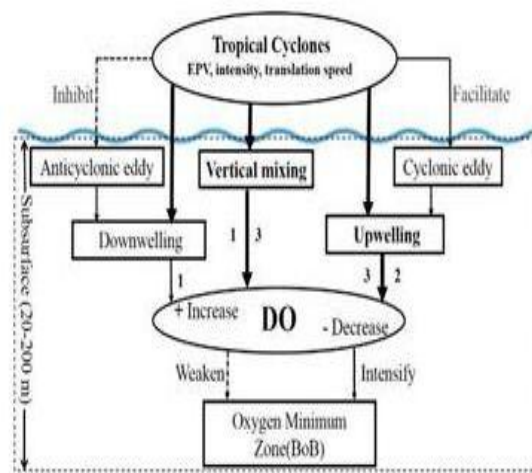 Tropical Cyclones
EPV, intensity, translation speed
Inhibit
Facilitate
Anticyclonic eddy
Vertical mixing
Cyclonic eddy
Downwelling
Upwelling
1 3
3 2
1
+ Increase
DO
- Decrease
Weaken
Intensify
Oxygen Minimum
Zone(BoB)
Subsurface (20-200 m)